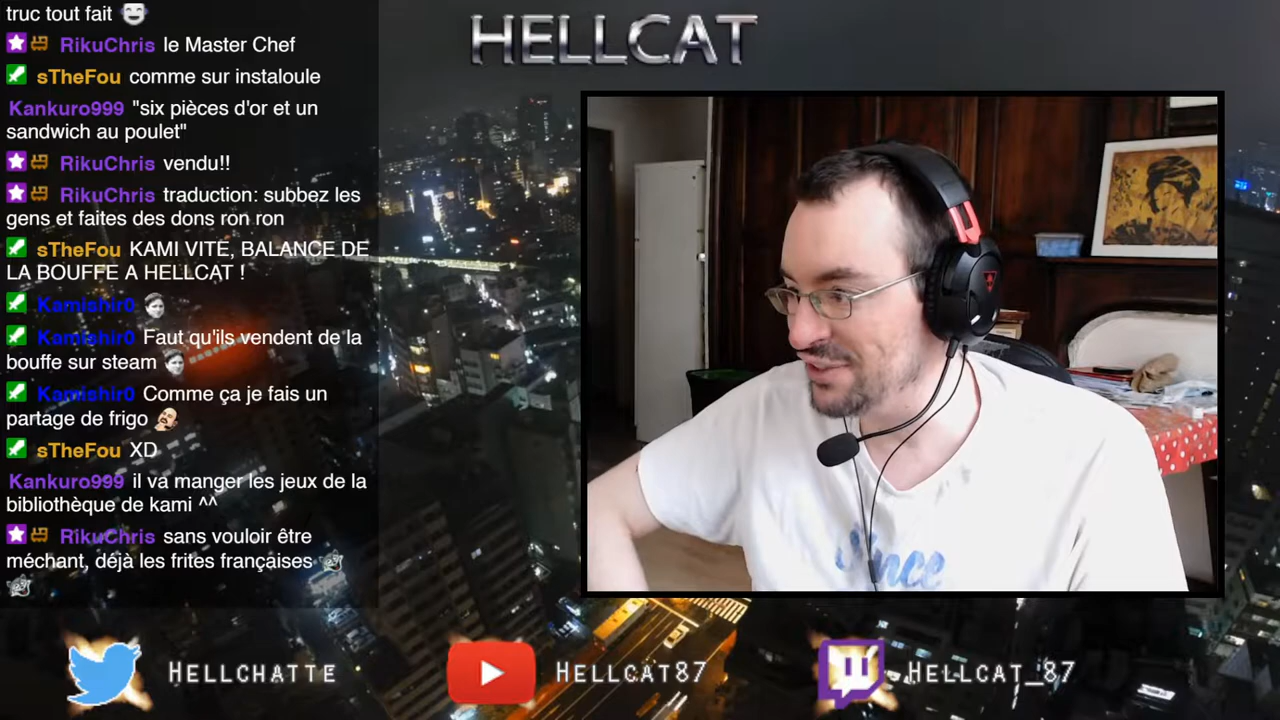 truc tout fait
HELLCAT
RikuChris le Master Chef
sTheFou comme sur instaloule
Kankuro999 "six pièces d'or et un
sandwich au poulet"
RikuChris vendu!!
RikuChris traduction: subbez les
gens et faites des dons ron ron
sTheFou KAMI VITE, BALANCE DE
LA BOUFFE A HELLCAT !
Kamishir0
Kamishir0 Faut qu'ils vendent de la
bouffe sur steam
Kamishir0 Comme ça je fais un
partage de frigo
sTheFou XD
Kankuro999 il va manger les jeux de la
bibliothèque de kami ^^
RikuChris sans vouloir être
méchant, déjà les frites françaises
Since
HELLCHATTE
HELLCAT87
HELLCAT_87